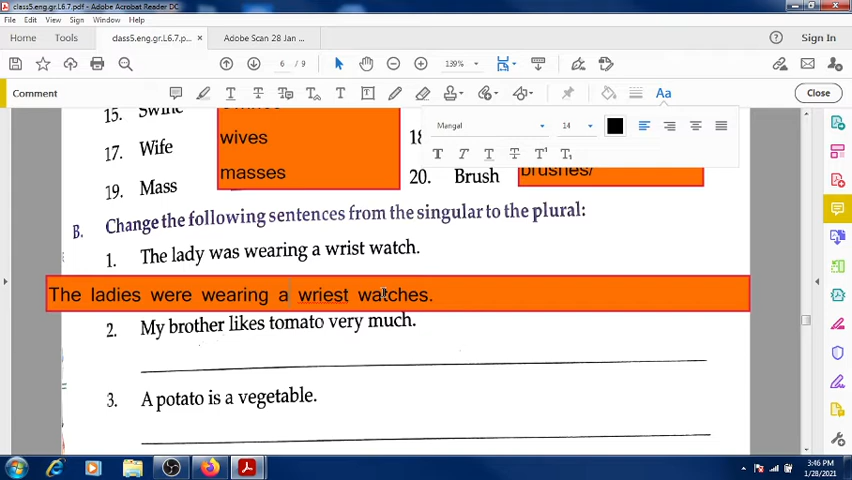 class5.eng.gr.L6.7.pdf - Adobe Acrobat Reader DC
File Edit View Sign Window Help
Home Tools class5.eng.gr.L6.7.p... × Adobe Scan 28 Jan ... Sign In
6 / 9 139%
Comment Aa Close
Mangal 14
T T T T T¹ T₁
15. Swine
17. Wife wives
19. Mass masses
20. Brush brushes/
B. Change the following sentences from the singular to the plural:
1. The lady was wearing a wrist watch.
The ladies were wearing a wriest watches.
2. My brother likes tomato very much.
3. A potato is a vegetable.
3:46 PM
1/28/2021